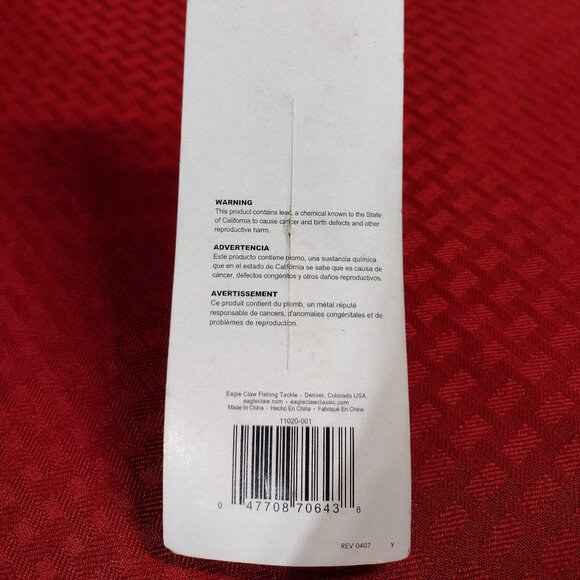 WARNING
This product contains lead, a chemical known to the State
of California to cause cancer and birth defects and other
reproductive harm.
ADVERTENCIA
Este producto contiene plomo, una sustancia química
que en el estado de California se sabe que es causa de
cáncer, defectos congénitos y otros daños reproductivos.
AVERTISSEMENT
Ce produit contient du plomb, un métal réputé
responsable de cancers, d'anomalies congénitales et de
problèmes de reproduction.
Eagle Claw Fishing Tackle - Denver, Colorado USA
eagleclaw.com - eagleclawclassic.com
Made In China - Hecho En China - Fabriqué En Chine
11020-001
0 47708 70643 8
REV 0407 y